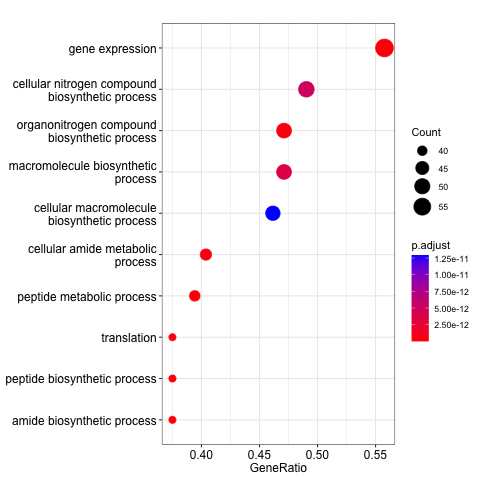 gene expression
cellular nitrogen compound
biosynthetic process
organonitrogen compound
biosynthetic process
macromolecule biosynthetic
process
cellular macromolecule
biosynthetic process
cellular amide metabolic
process
peptide metabolic process
translation
peptide biosynthetic process
amide biosynthetic process
0.40 0.45 0.50 0.55
GeneRatio
Count
40
45
50
55
p.adjust
1.25e-11
1.00e-11
7.50e-12
5.00e-12
2.50e-12